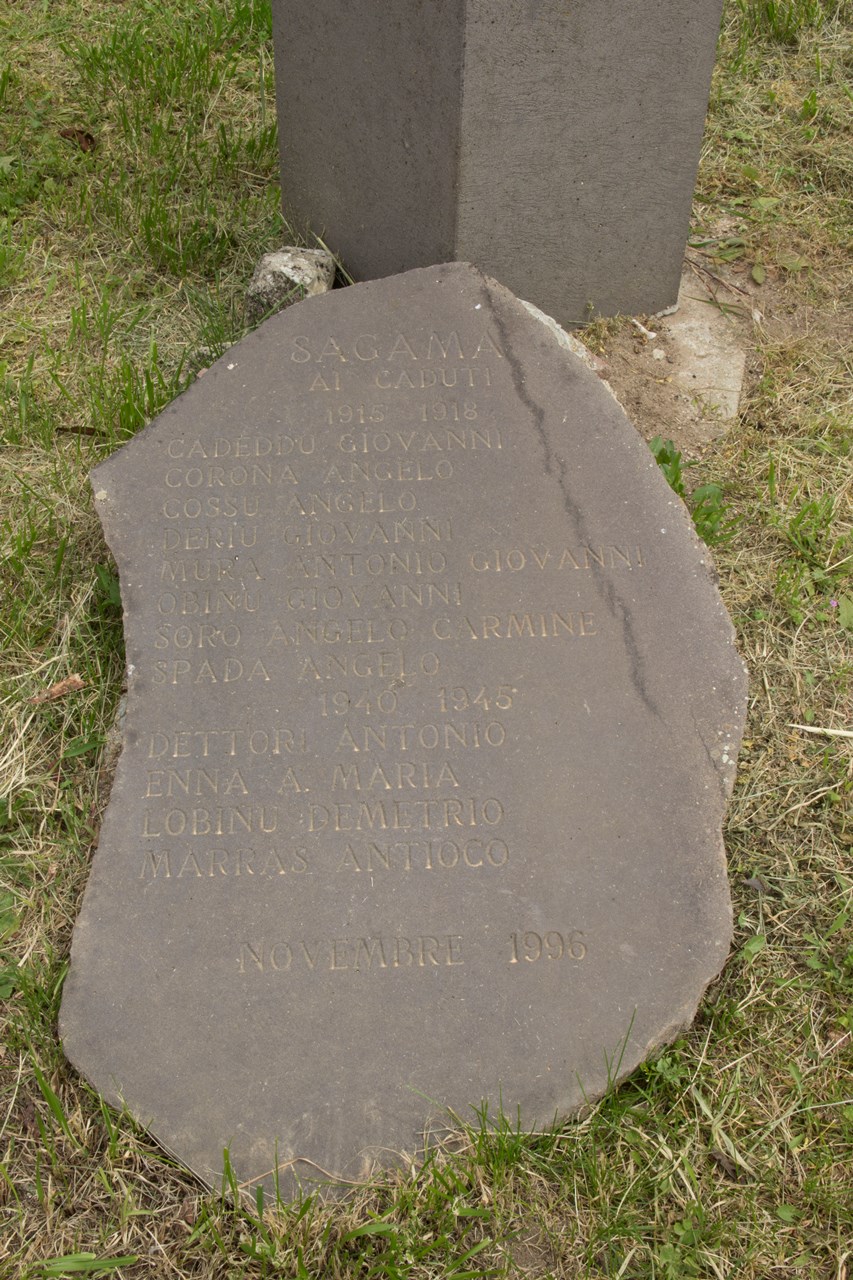 SAGAMA
AI CADUTI
1915 1918
CADEDDU GIOVANNI
CORONA ANGELO
COSSU ANGELO
DERIU GIOVANNI
MURA ANTONIO GIOVANNI
OBINU GIOVANNI
SORO ANGELO CARMINE
SPADA ANGELO
1940 1945
DETTORI ANTONIO
ENNA A. MARIA
LOBINU DEMETRIO
MARRAS ANTIOCO
NOVEMBRE 1996